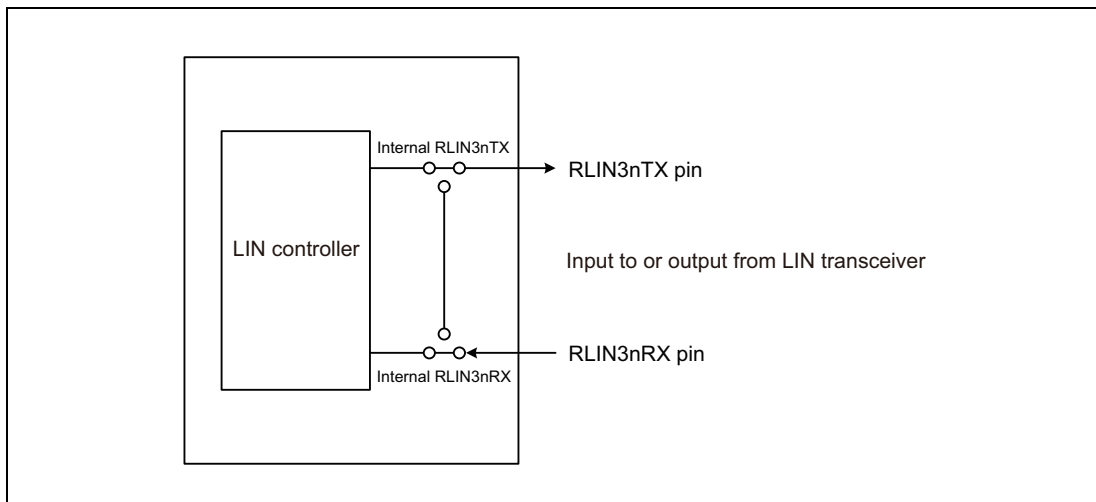 Internal RLIN3nTX
RLIN3nTX pin
LIN controller
Input to or output from LIN transceiver
RLIN3nRX pin
Internal RLIN3nRX